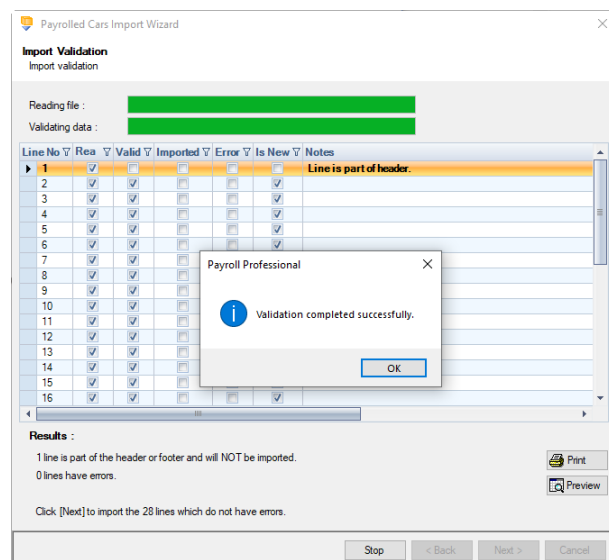 Payrolled Cars Import Wizard
Import Validation
Import validation
Reading file :
Validating data :
Line No Rea Valid Imported Error Is New Notes
1 Line is part of header.
2
3
4
5
6
7
8
9
10
11
12
13
14
15
16
Payroll Professional
Validation completed successfully.
OK
Results :
1 line is part of the header or footer and will NOT be imported.
0 lines have errors.
Click [Next] to import the 28 lines which do not have errors.
Print
Preview
Stop
< Back
Next >
Cancel